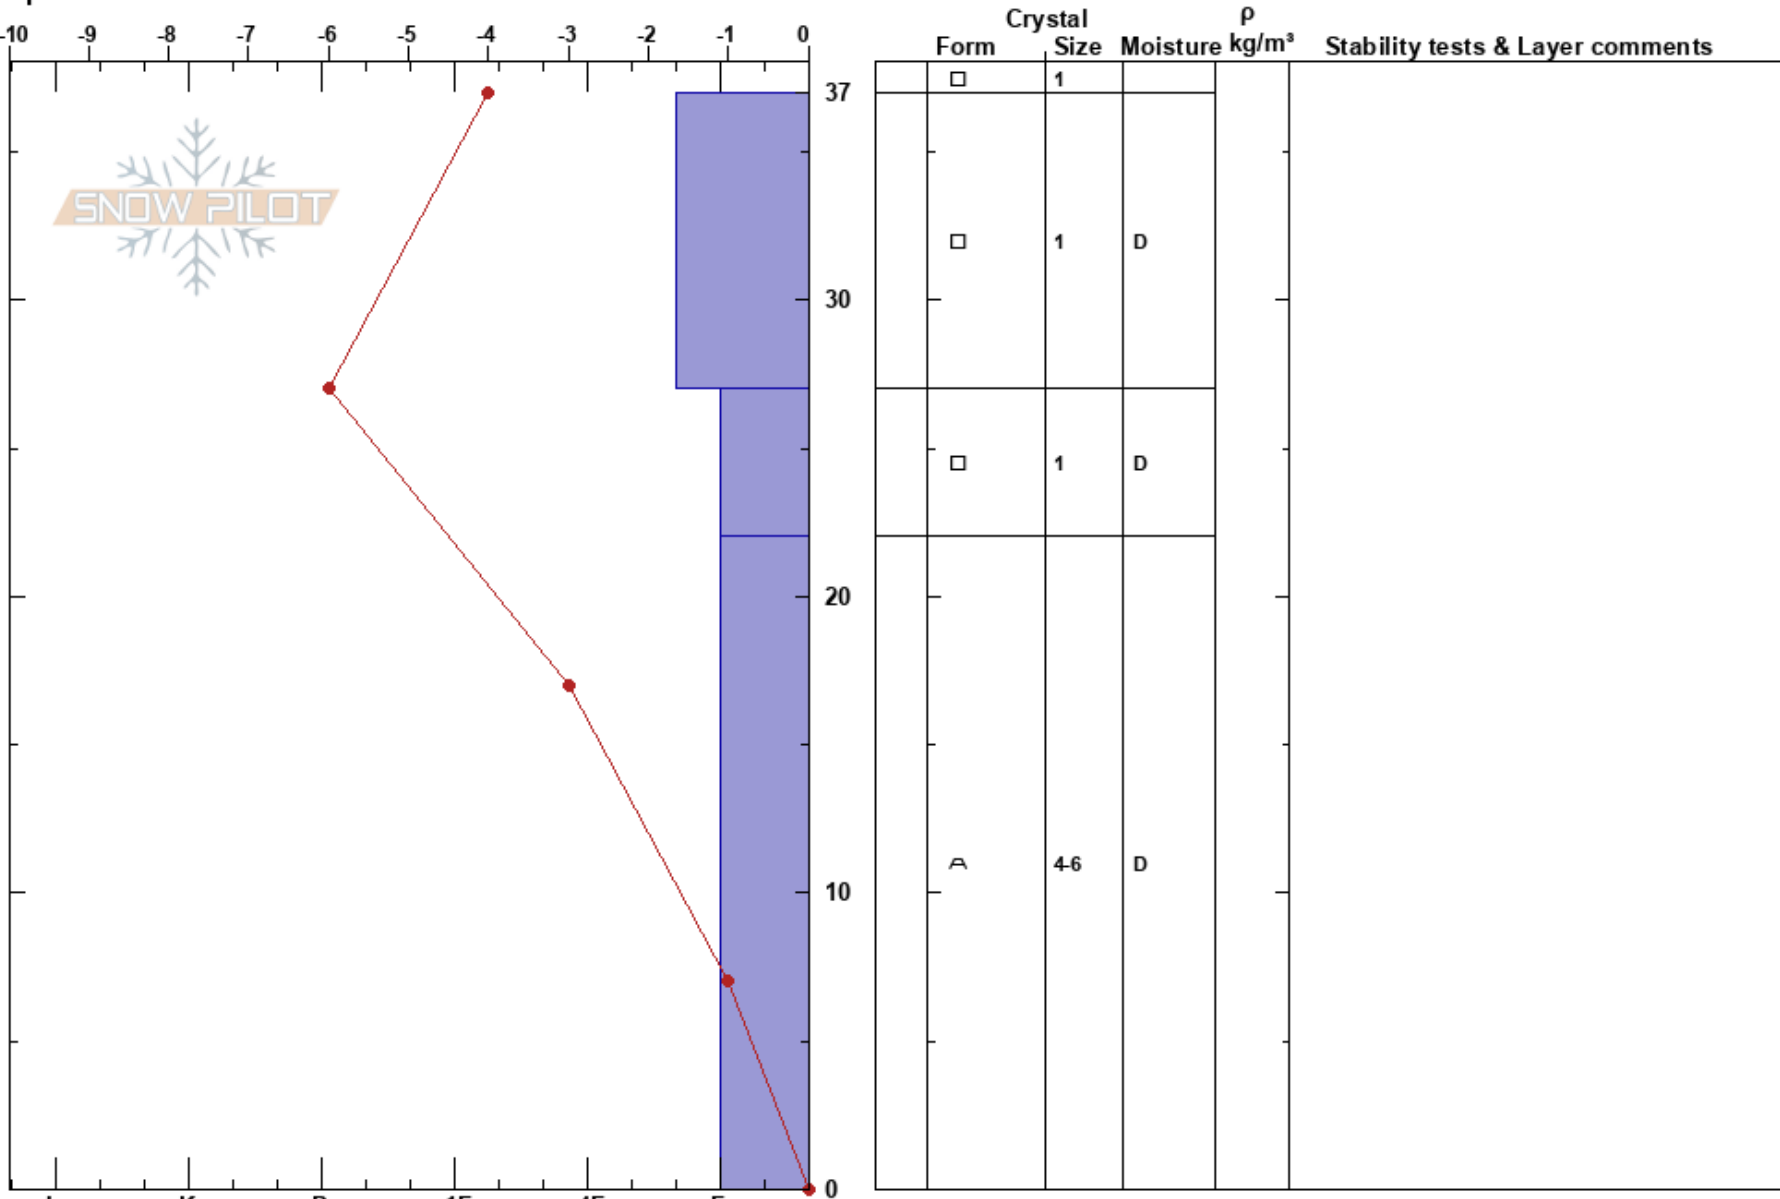 Crystal ρ
-10 -9 -8 -7 -6 -5 -4 -3 -2 -1 0 Form Size Moisture kg/m³ Stability tests & Layer comments
1
37
SNOW PILOT
1 D
30
1 D
20
4-6 D
10
0